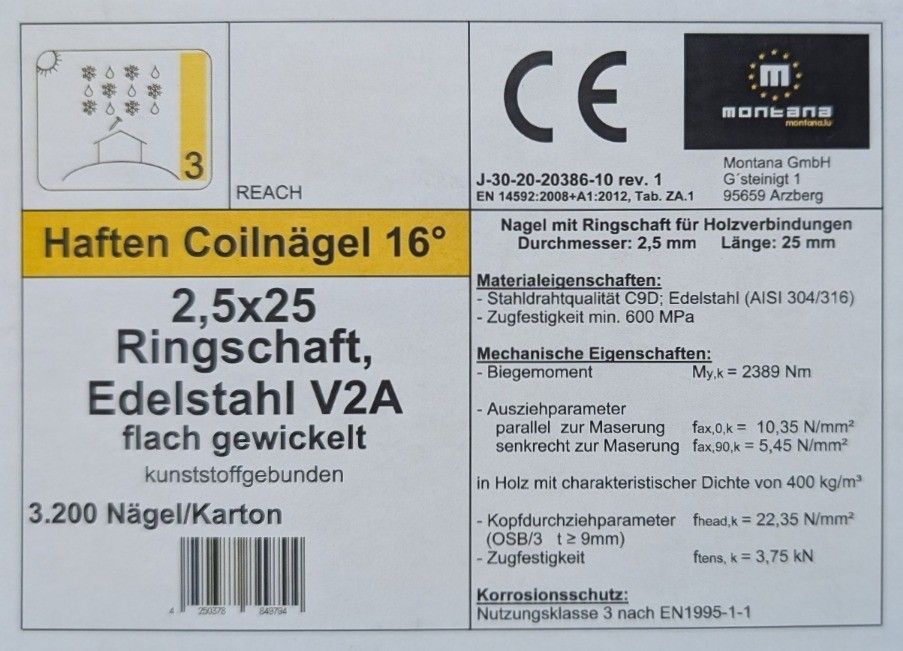 3
REACH
CE
montana
montana.lu
J-30-20-20386-10 rev. 1
EN 14592:2008+A1:2012, Tab. ZA.1
Montana GmbH
G´steinigt 1
95659 Arzberg
Haften Coilnägel 16°
2,5x25
Ringschaft,
Edelstahl V2A
flach gewickelt
kunststoffgebunden
3.200 Nägel/Karton
4 250378 849794
Nagel mit Ringschaft für Holzverbindungen
Durchmesser: 2,5 mm Länge: 25 mm
Materialeigenschaften:
- Stahldrahtqualität C9D; Edelstahl (AISI 304/316)
- Zugfestigkeit min. 600 MPa
Mechanische Eigenschaften:
- Biegemoment My,k = 2389 Nm
- Ausziehparameter
parallel zur Maserung fax,0,k = 10,35 N/mm²
senkrecht zur Maserung fax,90,k = 5,45 N/mm²
in Holz mit charakteristischer Dichte von 400 kg/m³
- Kopfdurchziehparameter fhead,k = 22,35 N/mm²
(OSB/3 t ≥ 9mm)
- Zugfestigkeit ftens, k = 3,75 kN
Korrosionsschutz:
Nutzungsklasse 3 nach EN1995-1-1